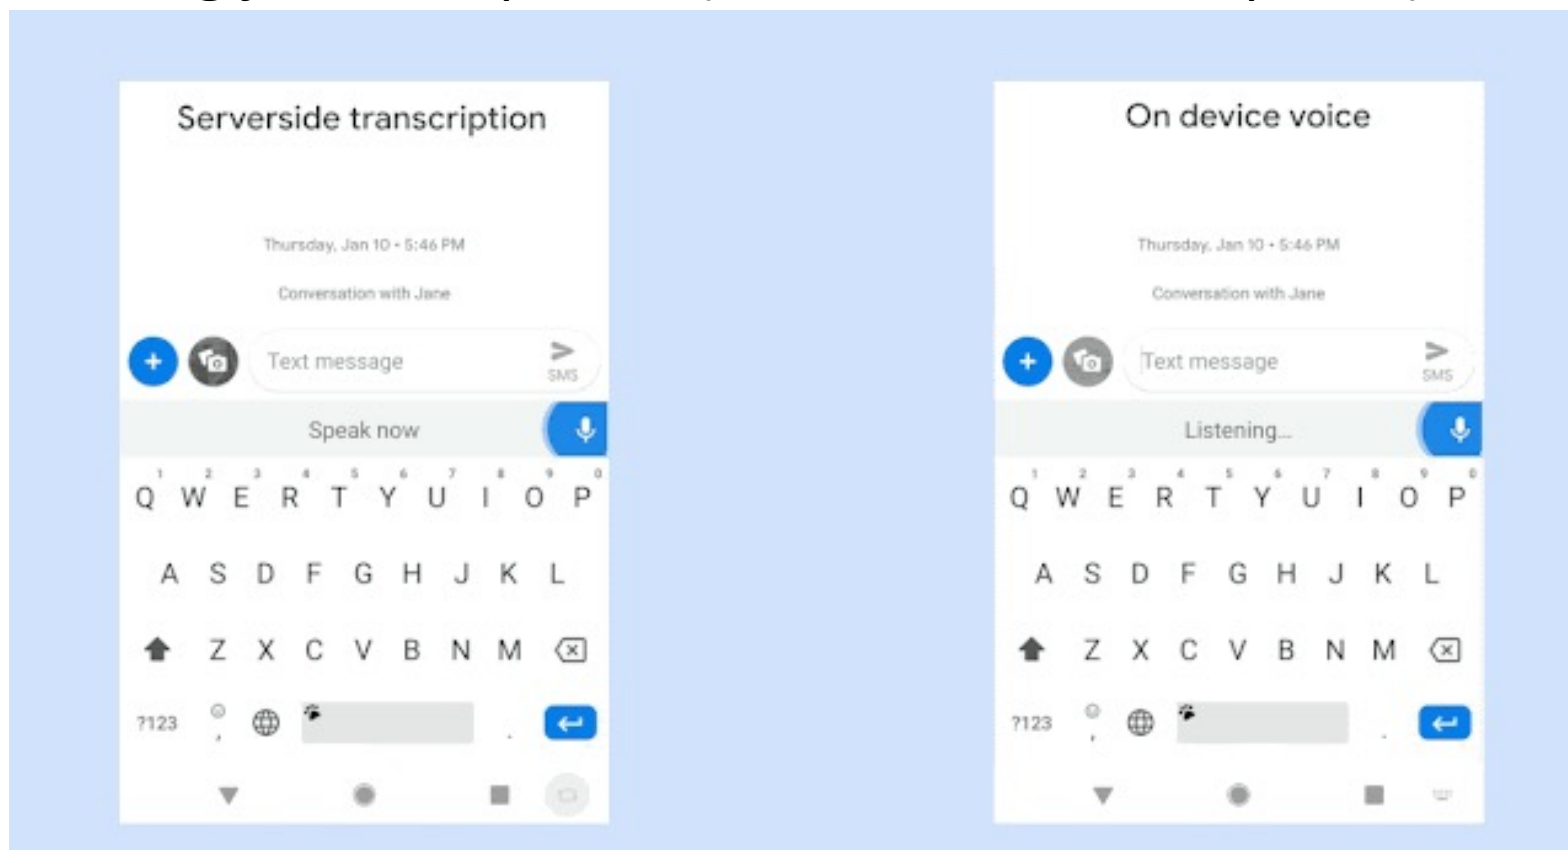 Serverside transcription
Thursday, Jan 10 • 5:46 PM
Conversation with Jane
Text message
SMS
Speak now
1 2 3 4 5 6 7 8 9 0
Q W E R T Y U I O P
A S D F G H J K L
Z X C V B N M
?123 , .
On device voice
Thursday, Jan 10 • 5:46 PM
Conversation with Jane
Text message
SMS
Listening...
1 2 3 4 5 6 7 8 9 0
Q W E R T Y U I O P
A S D F G H J K L
Z X C V B N M
?123 , .